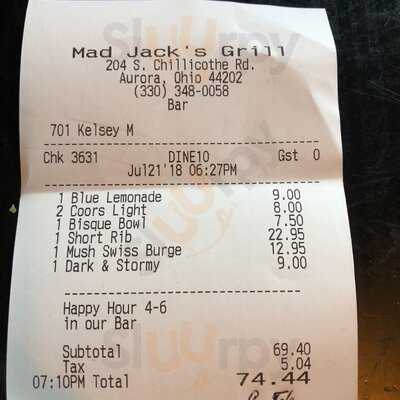 Mad Jack's Grill
204 S. Chillicothe Rd.
Aurora, Ohio 44202
(330) 348-0058
Bar
701 Kelsey M
Chk 3631 DINE10 Gst 0
Jul21'18 06:27PM
1 Blue Lemonade 9.00
2 Coors Light 8.00
1 Bisque Bowl 7.50
1 Short Rib 22.95
1 Mush Swiss Burge 12.95
1 Dark & Stormy 9.00
Happy Hour 4-6
in our Bar
Subtotal 69.40
Tax 5.04
07:10PM Total 74.44